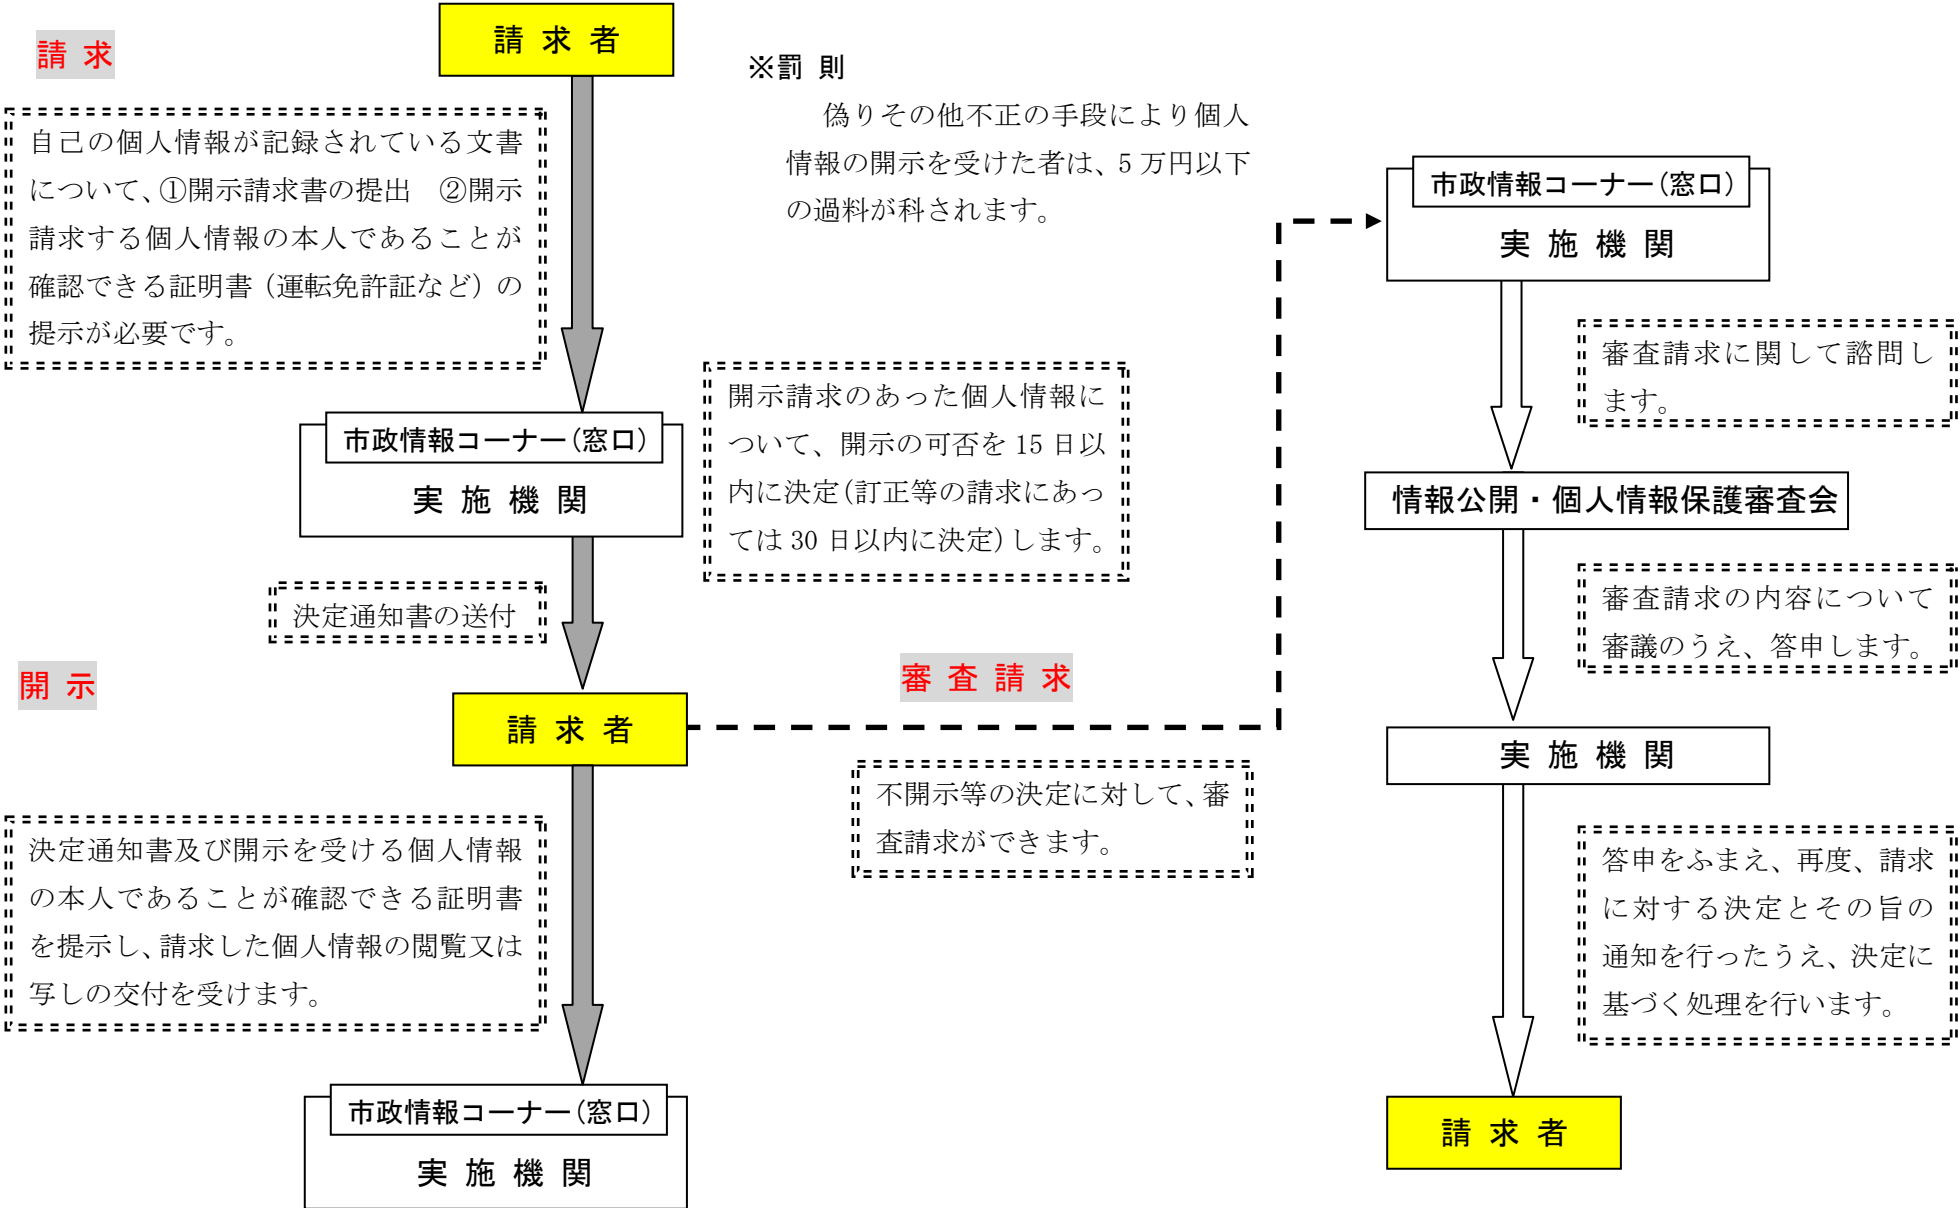 請 求
請 求 者
自己の個人情報が記録されている文書
について、①開示請求書の提出　②開示
請求する個人情報の本人であることが
確認できる証明書（運転免許証など）の
提示が必要です。
※罰 則
偽りその他不正の手段により個人
情報の開示を受けた者は、5 万円以下
の過料が科されます。
市政情報コーナー（窓口）
実 施 機 関
開示請求のあった個人情報に
ついて、開示の可否を 15 日以
内に決定(訂正等の請求にあっ
ては 30 日以内に決定)します。
決定通知書の送付
開 示
請 求 者
審 査 請 求
不開示等の決定に対して、審
査請求ができます。
決定通知書及び開示を受ける個人情報
の本人であることが確認できる証明書
を提示し、請求した個人情報の閲覧又は
写しの交付を受けます。
市政情報コーナー（窓口）
実 施 機 関
市政情報コーナー（窓口）
実 施 機 関
審査請求に関して諮問し
ます。
情報公開・個人情報保護審査会
審査請求の内容について
審議のうえ、答申します。
実 施 機 関
答申をふまえ、再度、請求
に対する決定とその旨の
通知を行ったうえ、決定に
基づく処理を行います。
請 求 者